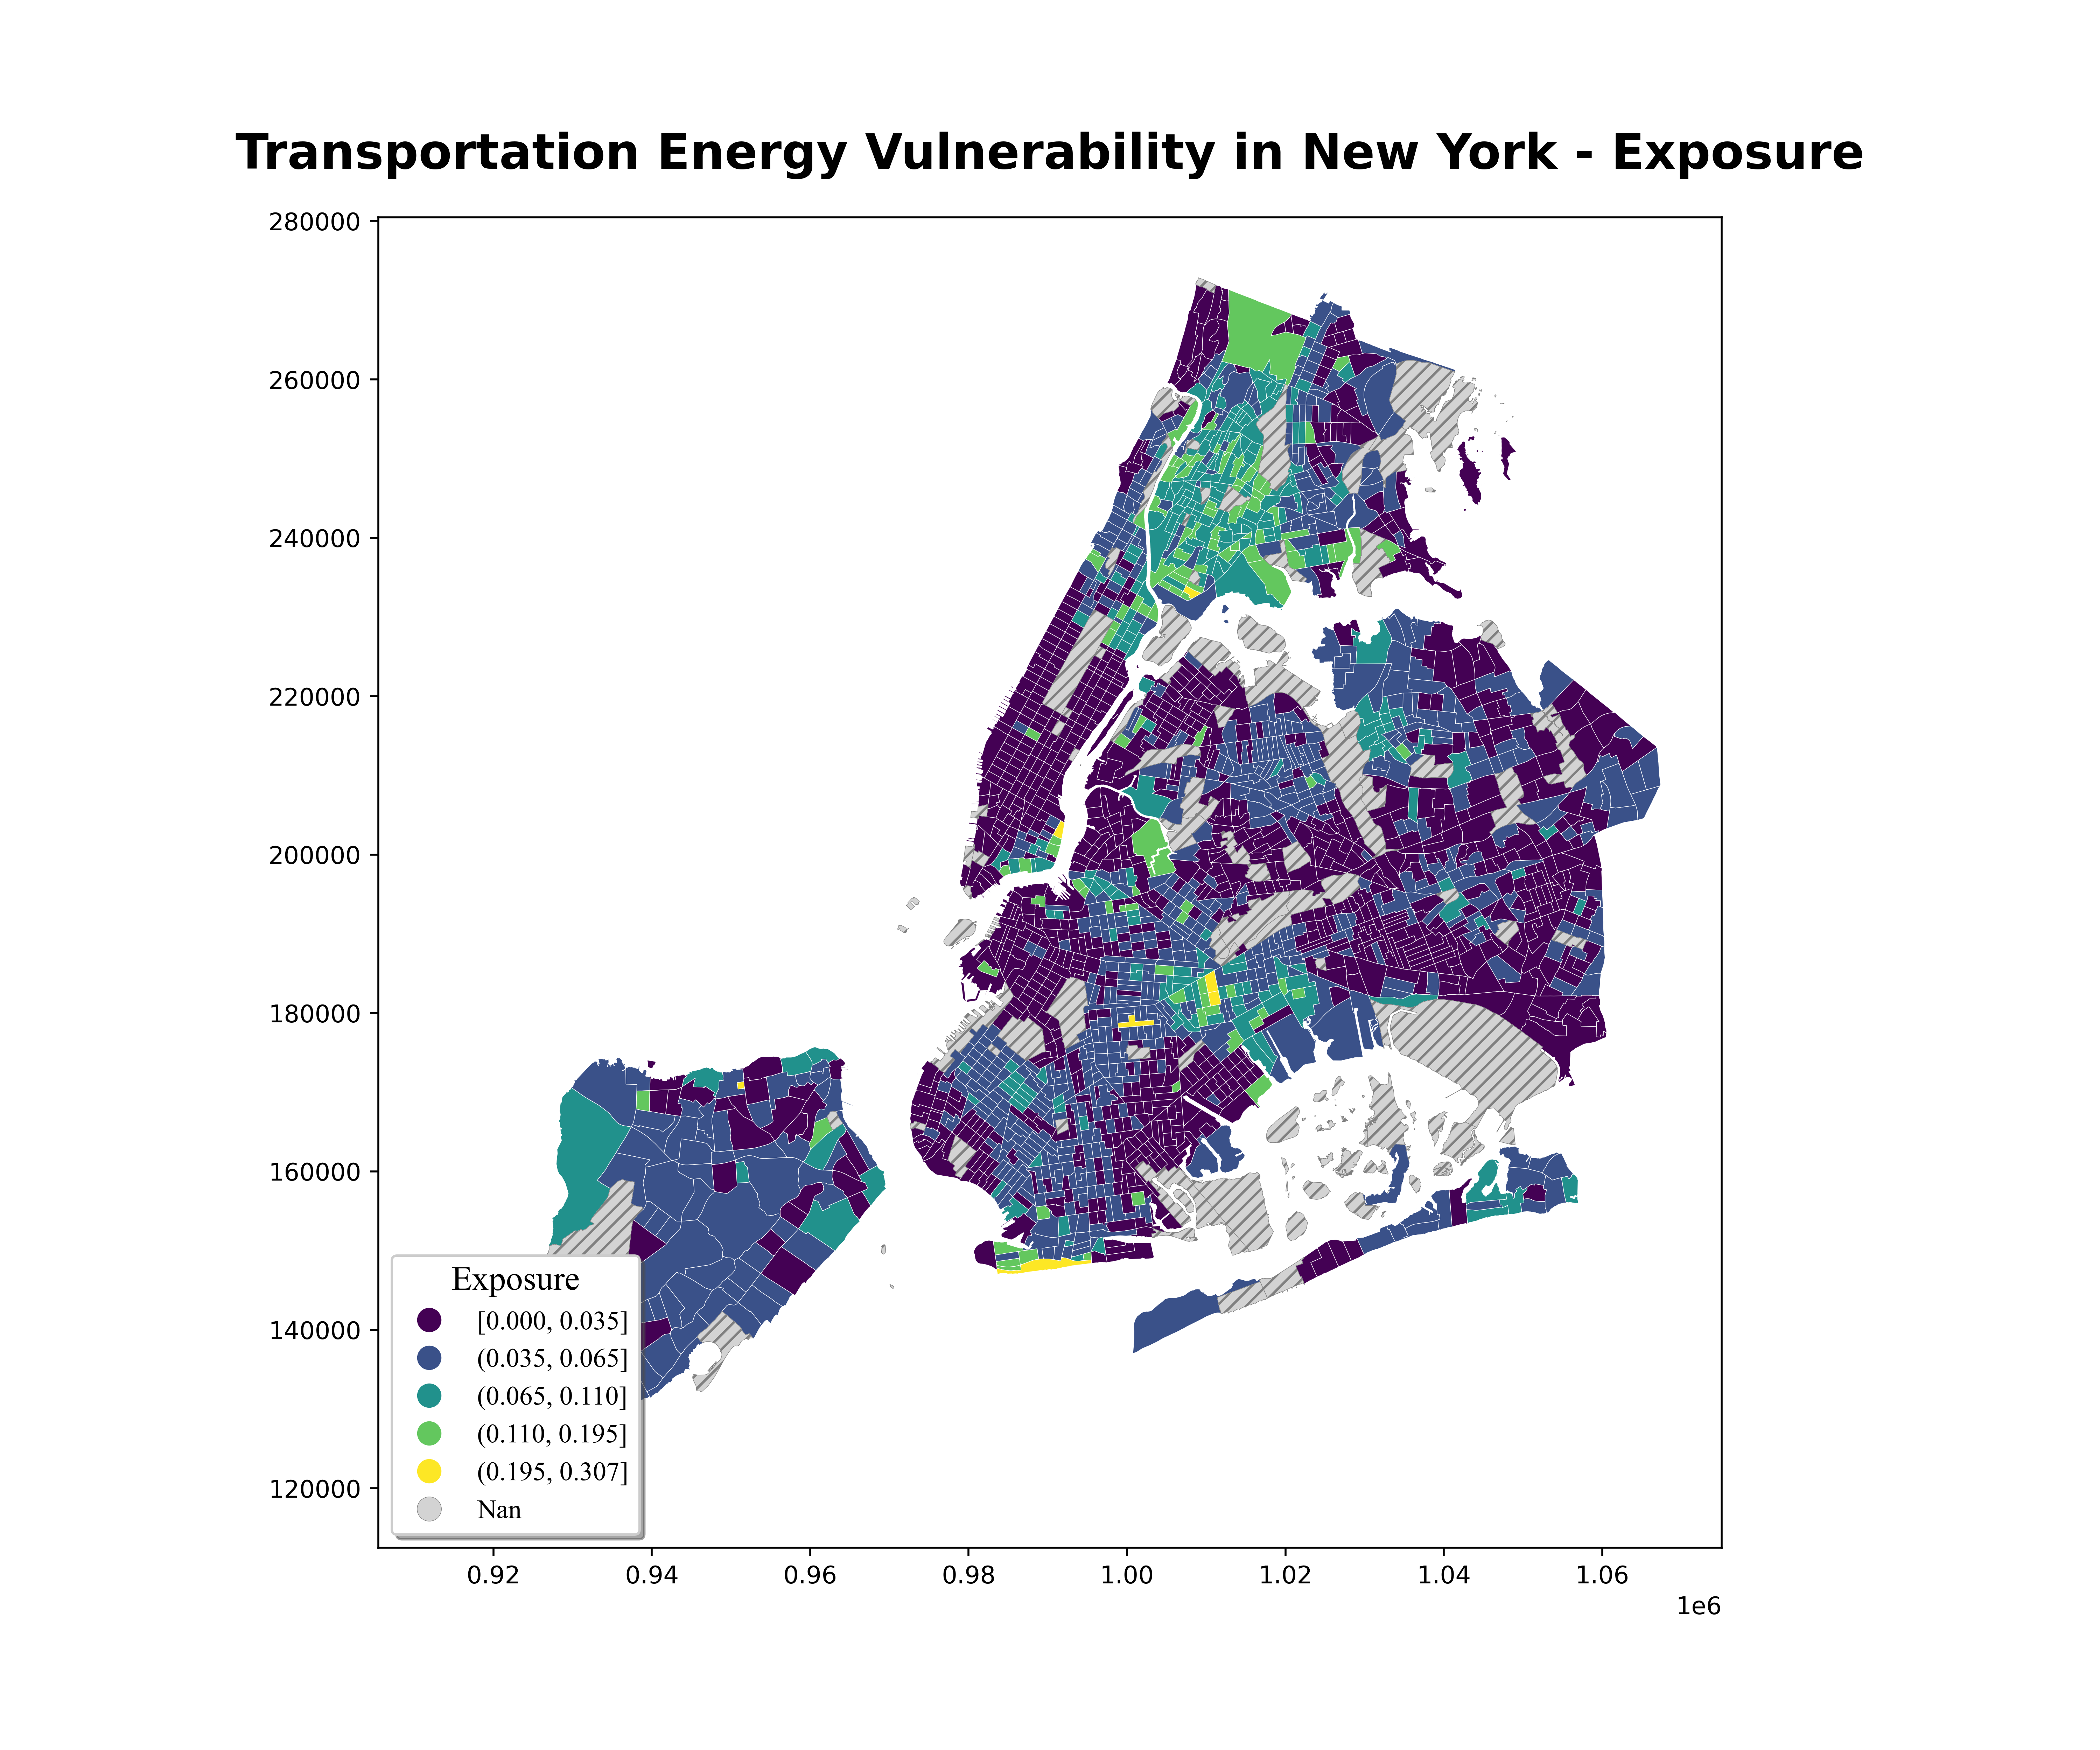 Transportation Energy Vulnerability in New York - Exposure
280000
260000
240000
220000
200000
180000
160000
140000
120000
Exposure
[0.000, 0.035]
(0.035, 0.065]
(0.065, 0.110]
(0.110, 0.195]
(0.195, 0.307]
Nan
0.92 0.94 0.96 0.98 1.00 1.02 1.04 1.06
1e6